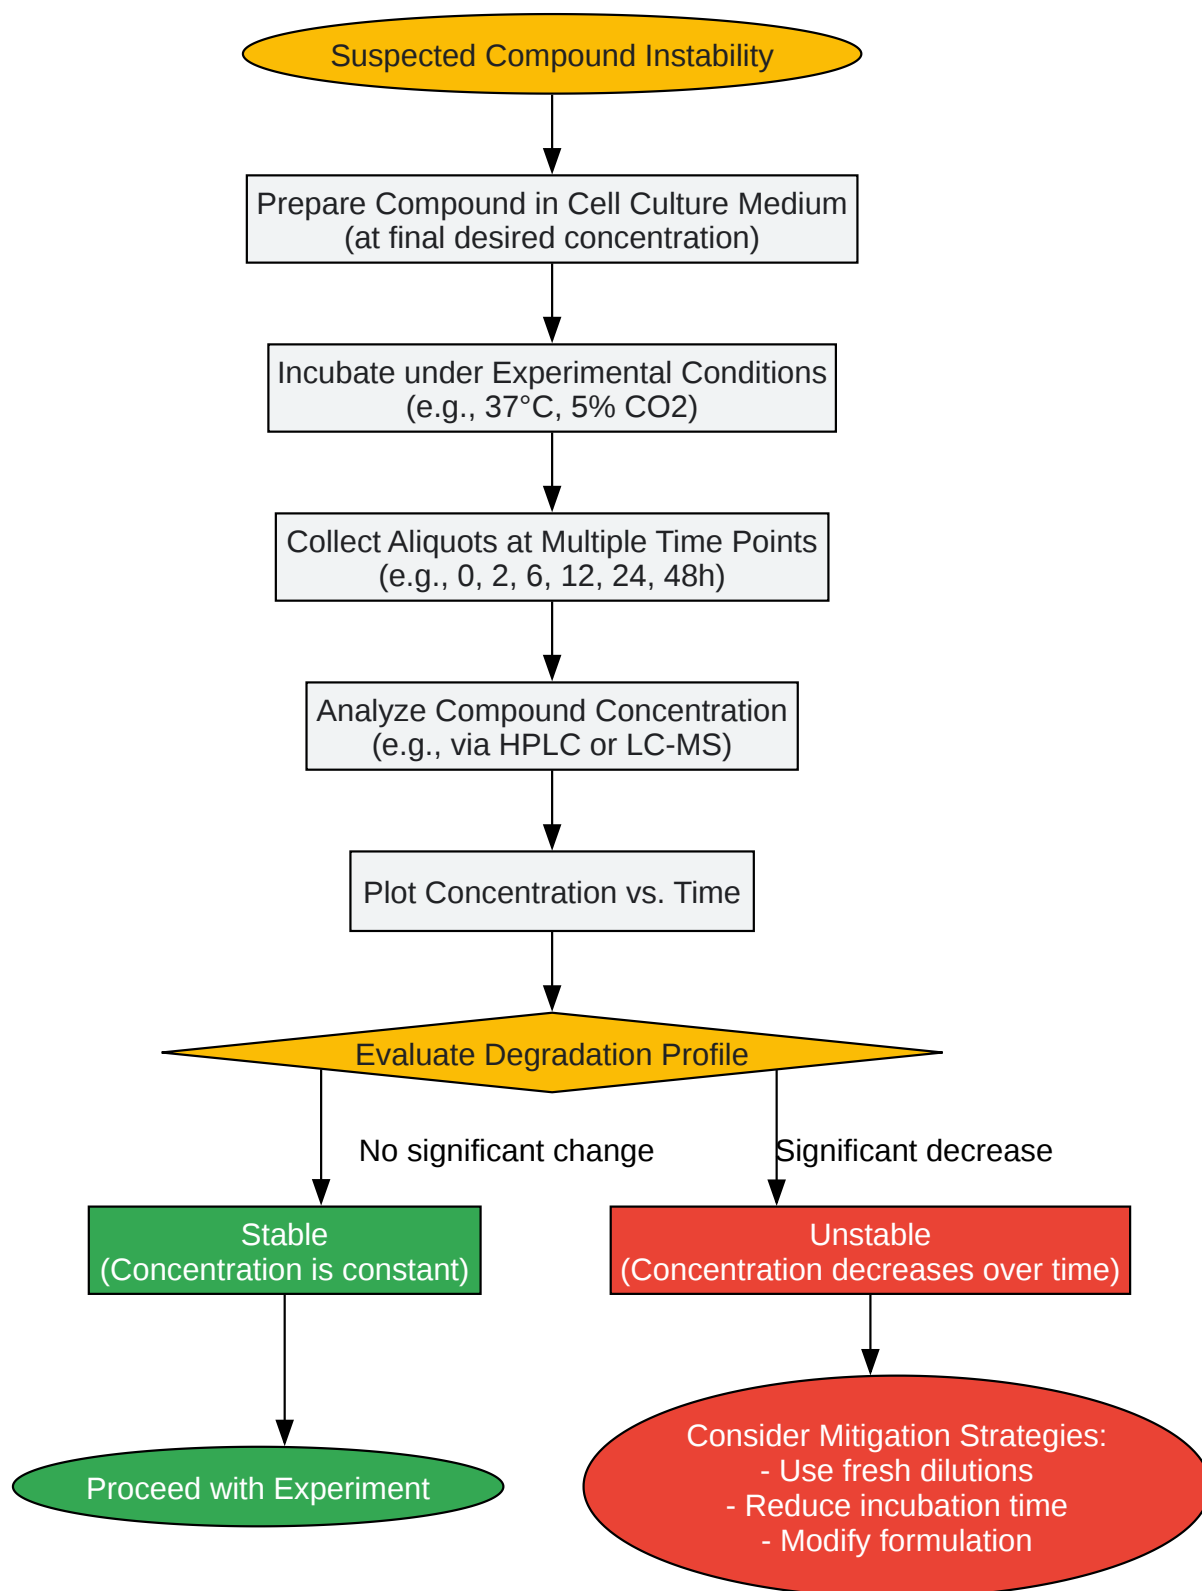 Suspected Compound Instability
Prepare Compound in Cell Culture Medium
(at final desired concentration)
Incubate under Experimental Conditions
(e.g., 37°C, 5% CO2)
Collect Aliquots at Multiple Time Points
(e.g., 0, 2, 6, 12, 24, 48h)
Analyze Compound Concentration
(e.g., via HPLC or LC-MS)
Plot Concentration vs. Time
Evaluate Degradation Profile
No significant change
Significant decrease
Stable
(Concentration is constant)
Unstable
(Concentration decreases over time)
Proceed with Experiment
Consider Mitigation Strategies:
- Use fresh dilutions
- Reduce incubation time
- Modify formulation